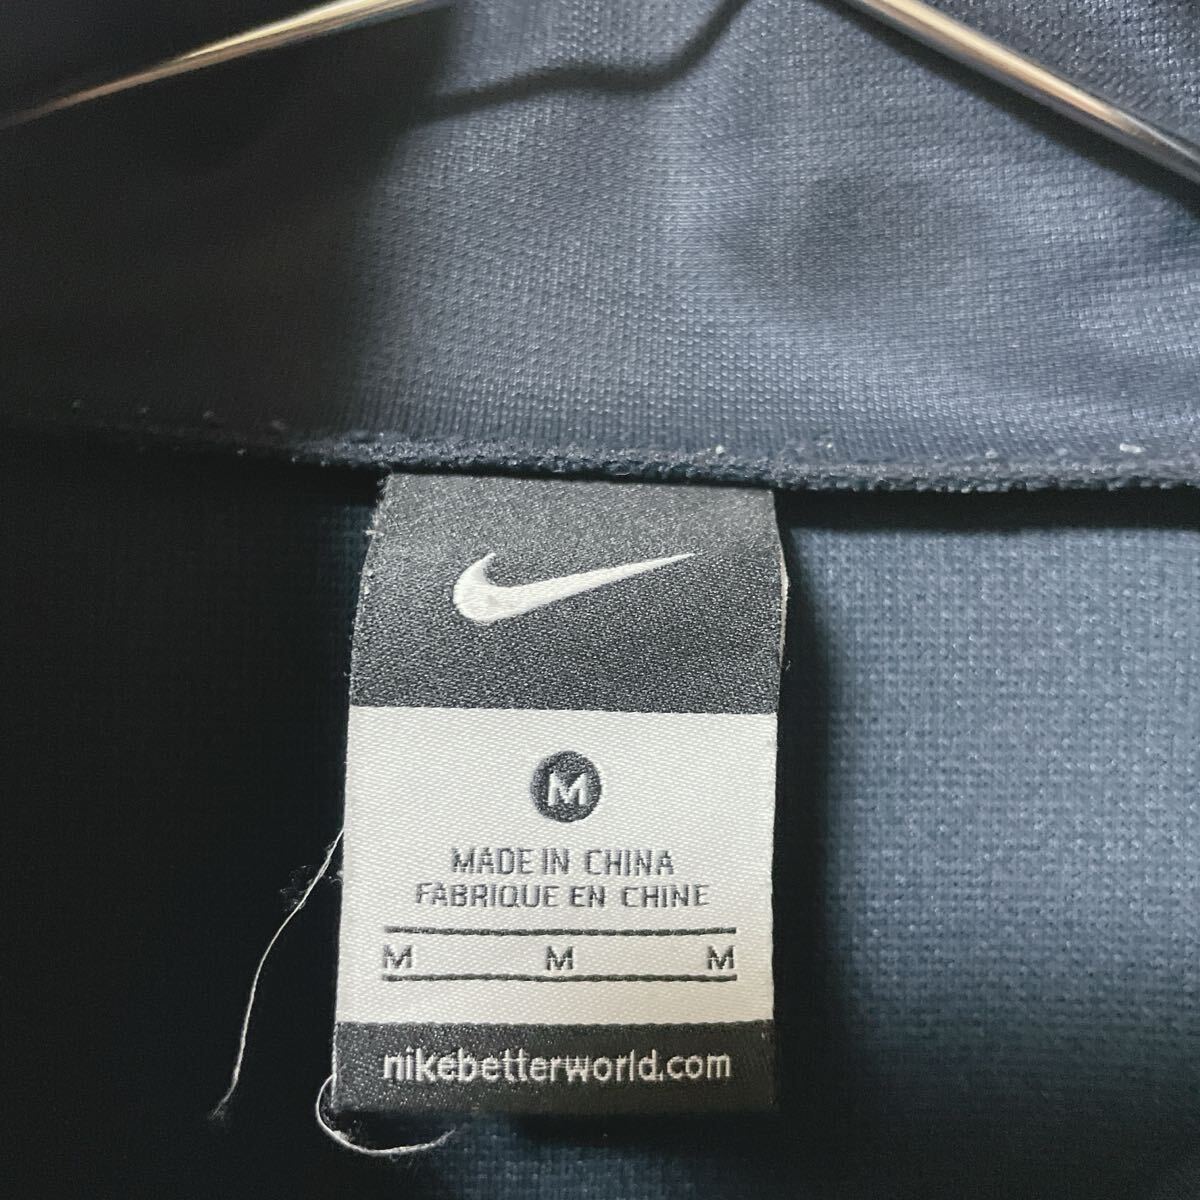 M
MADE IN CHINA
FABRIQUE EN CHINE
M M M
nikebetterworld.com